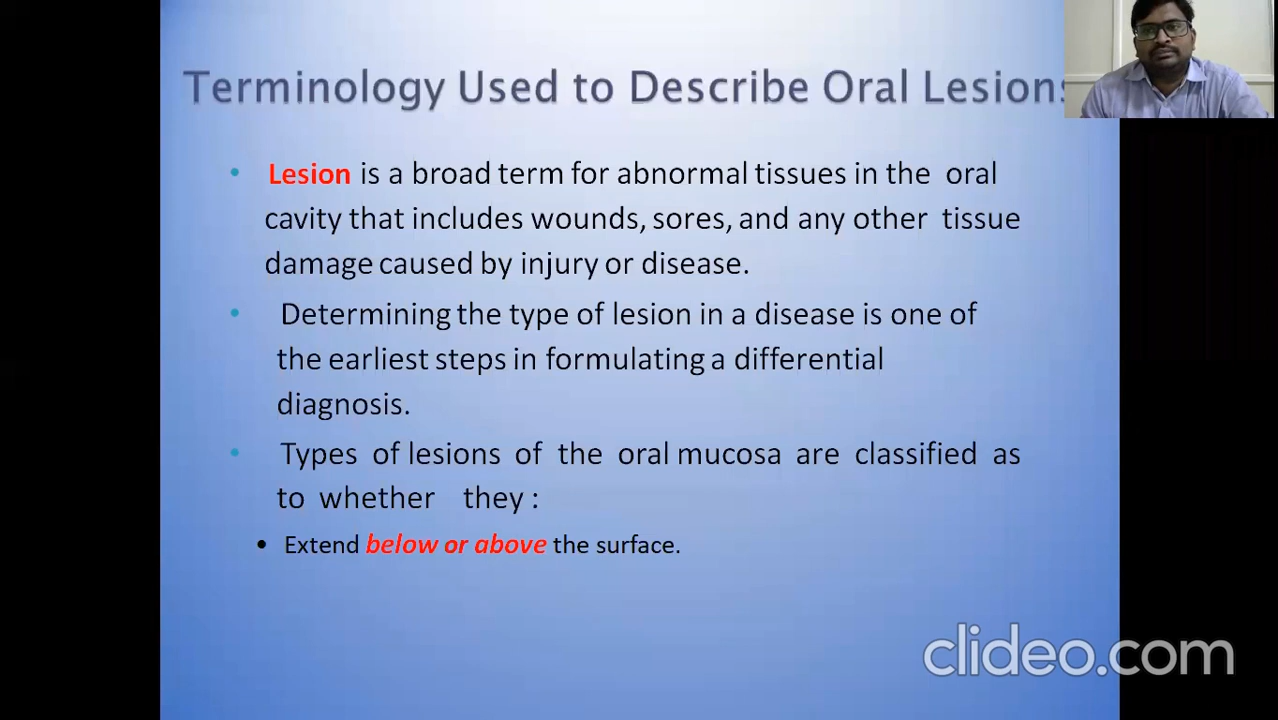 Terminology Used to Describe Oral Lesions
• Lesion is a broad term for abnormal tissues in the oral
cavity that includes wounds, sores, and any other tissue
damage caused by injury or disease.
• Determining the type of lesion in a disease is one of
the earliest steps in formulating a differential
diagnosis.
• Types of lesions of the oral mucosa are classified as
to whether they :
• Extend below or above the surface.
clideo.com